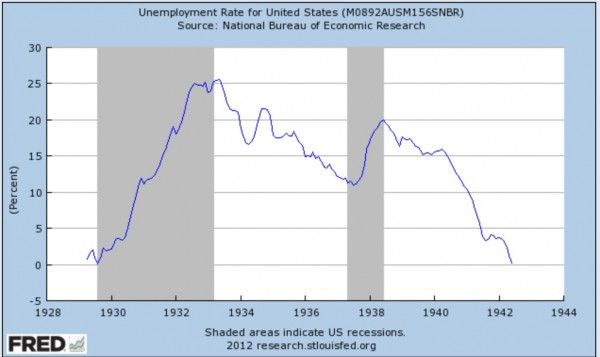 Unemployment Rate for United States (M0892AUSM156SNBR)
Source: National Bureau of Economic Research
30
25
20
15
10
5
0
-5
(Percent)
1928 1930 1932 1934 1936 1938 1940 1942 1944
Shaded areas indicate US recessions.
2012 research.stlouisfed.org
FRED